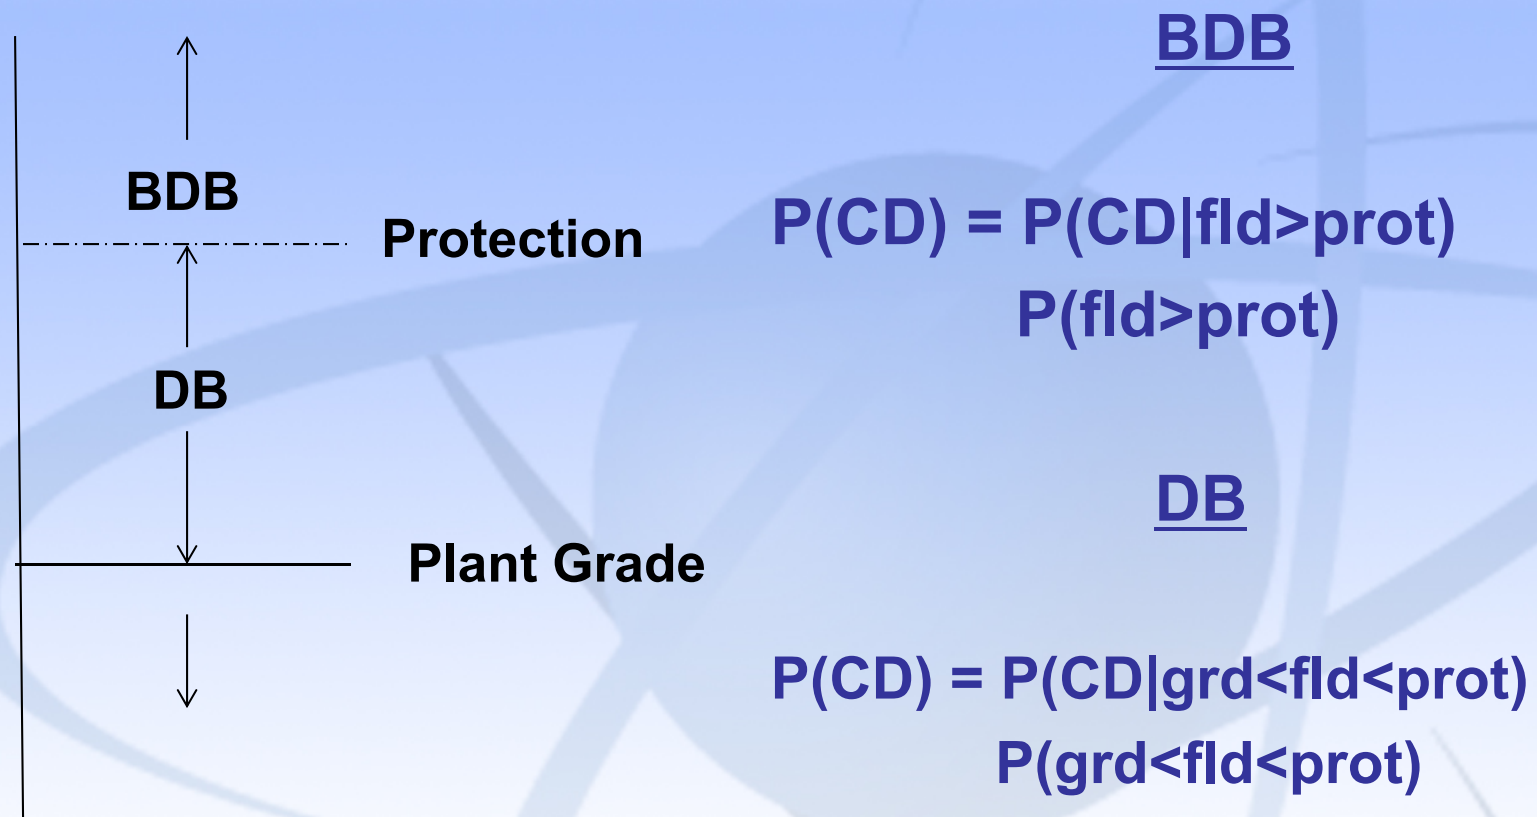 BDB
Protection
DB
Plant Grade
BDB
P(CD) = P(CD|fld>prot)
P(fld>prot)
DB
P(CD) = P(CD|grd<fld<prot)
P(grd<fld<prot)